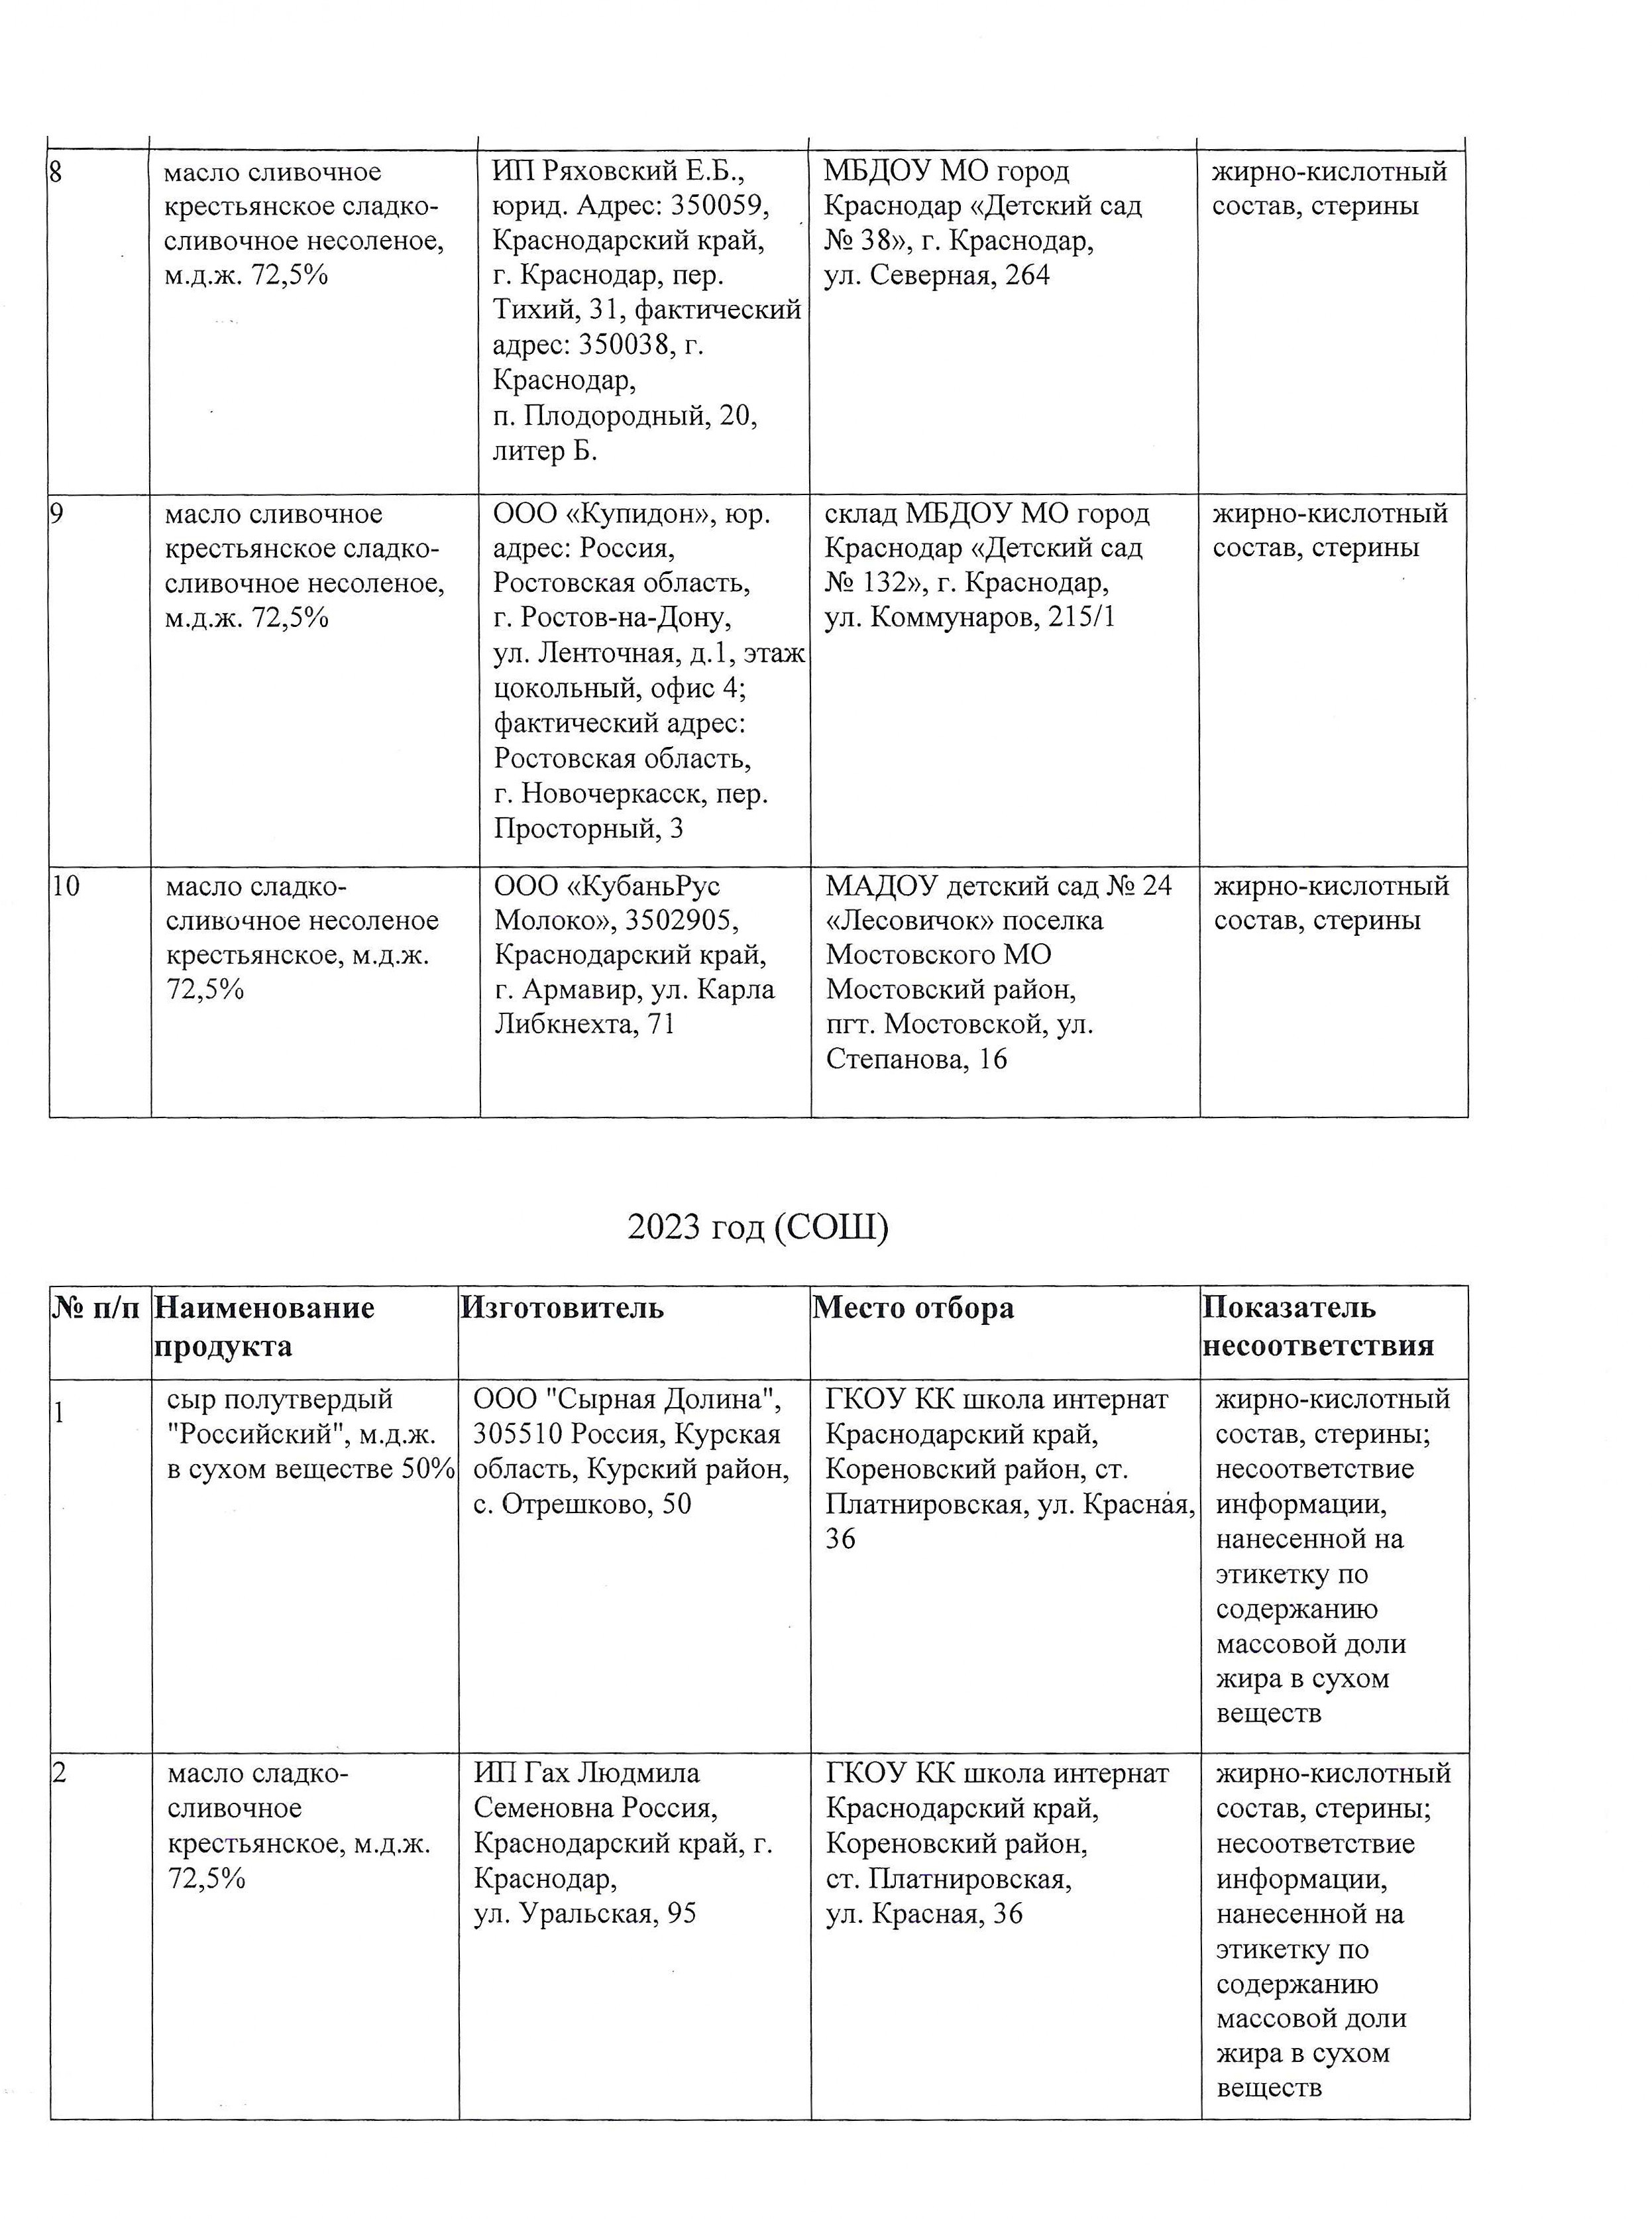 8
масло сливочное
крестьянское сладко-
сливочное несоленое,
м.д.ж. 72,5%
ИП Ряховский Е.Б.,
юрид. Адрес: 350059,
Краснодарский край,
г. Краснодар, пер.
Тихий, 31, фактический
адрес: 350038, г.
Краснодар,
п. Плодородный, 20,
литер Б.
МБДОУ МО город
Краснодар «Детский сад
№ 38», г. Краснодар,
ул. Северная, 264
жирно-кислотный
состав, стерины
9
масло сливочное
крестьянское сладко-
сливочное несоленое,
м.д.ж. 72,5%
ООО «Купидон», юр.
адрес: Россия,
Ростовская область,
г. Ростов-на-Дону,
ул. Ленточная, д.1, этаж
цокольный, офис 4;
фактический адрес:
Ростовская область,
г. Новочеркасск, пер.
Просторный, 3
склад МБДОУ МО город
Краснодар «Детский сад
№ 132», г. Краснодар,
ул. Коммунаров, 215/1
жирно-кислотный
состав, стерины
10
масло сладко-
сливочное несоленое
крестьянское, м.д.ж.
72,5%
ООО «КубаньРус
Молоко», 3502905,
Краснодарский край,
г. Армавир, ул. Карла
Либкнехта, 71
МАДОУ детский сад № 24
«Лесовичок» поселка
Мостовского МО
Мостовский район,
пгт. Мостовской, ул.
Степанова, 16
жирно-кислотный
состав, стерины
2023 год (СОШ)
№ п/п
Наименование
продукта
Изготовитель
Место отбора
Показатель
несоответствия
1
сыр полутвердый
"Российский", м.д.ж.
в сухом веществе 50%
ООО "Сырная Долина",
305510 Россия, Курская
область, Курский район,
с. Отрешково, 50
ГКОУ КК школа интернат
Краснодарский край,
Кореновский район, ст.
Платнировская, ул. Красная,
36
жирно-кислотный
состав, стерины;
несоответствие
информации,
нанесенной на
этикетку по
содержанию
массовой доли
жира в сухом
веществ
2
масло сладко-
сливочное
крестьянское, м.д.ж.
72,5%
ИП Гах Людмила
Семеновна Россия,
Краснодарский край, г.
Краснодар,
ул. Уральская, 95
ГКОУ КК школа интернат
Краснодарский край,
Кореновский район,
ст. Платнировская,
ул. Красная, 36
жирно-кислотный
состав, стерины;
несоответствие
информации,
нанесенной на
этикетку по
содержанию
массовой доли
жира в сухом
веществ